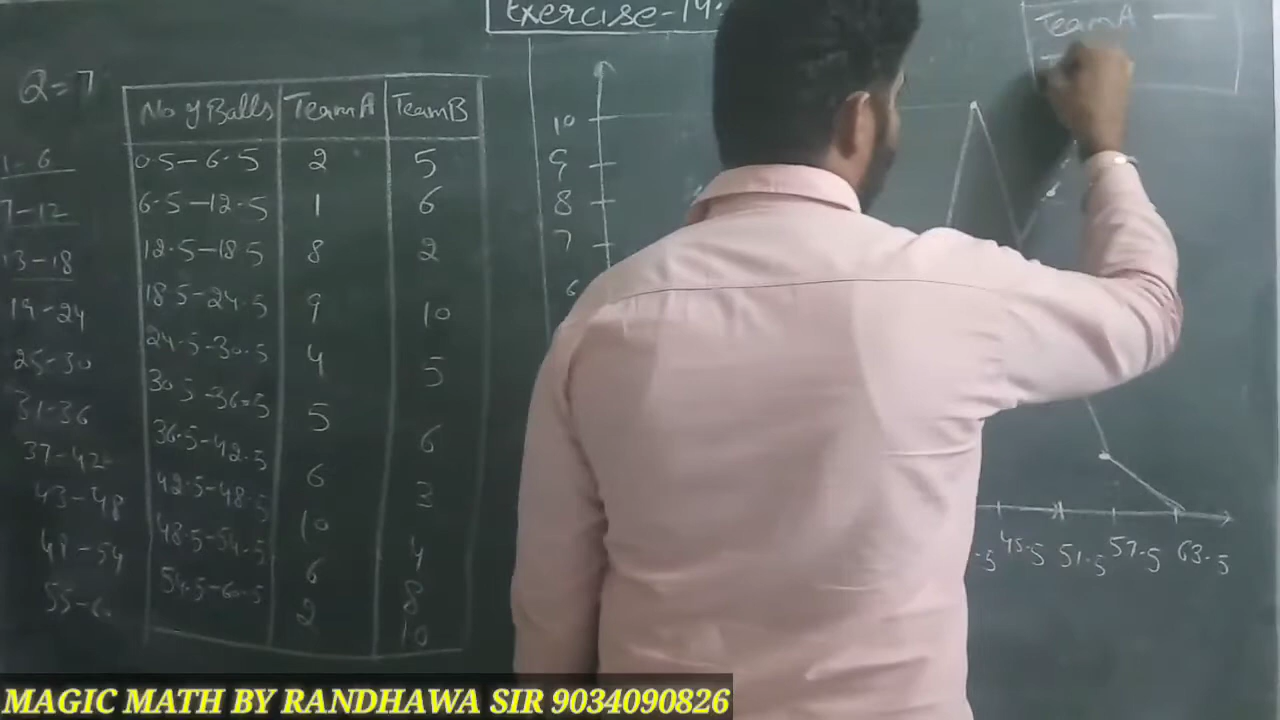 Exercise-14.
Team A
Q=7
No of Balls Team A Team B
1-6 0.5-6.5 2 5
7-12 6.5-12.5 1 6
13-18 12.5-18.5 8 2
19-24 18.5-24.5 9 10
25-30 24.5-30.5 4 5
31-36 30.5-36.5 5 6
37-42 36.5-42.5 6 3
43-48 42.5-48.5 10 4
49-54 48.5-54.5 6 8
55-60 54.5-60.5 2 10
10
9
8
7
6
.5 45.5 51.5 57.5 63.5
MAGIC MATH BY RANDHAWA SIR 9034090826